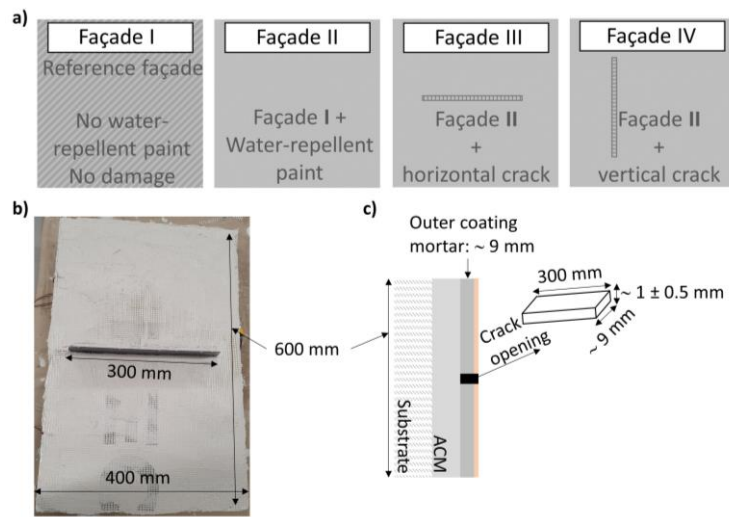 a)
Façade I
Reference façade
No water-
repellent paint
No damage
Façade II
Façade I +
Water-repellent
paint
Façade III
Façade II
+
horizontal crack
Façade IV
Façade II
+
vertical crack
b)
300 mm
400 mm
600 mm
c)
Outer coating
mortar: ~ 9 mm
Substrate
ACM
Crack
opening
300 mm
~ 1 ± 0.5 mm
~ 9 mm